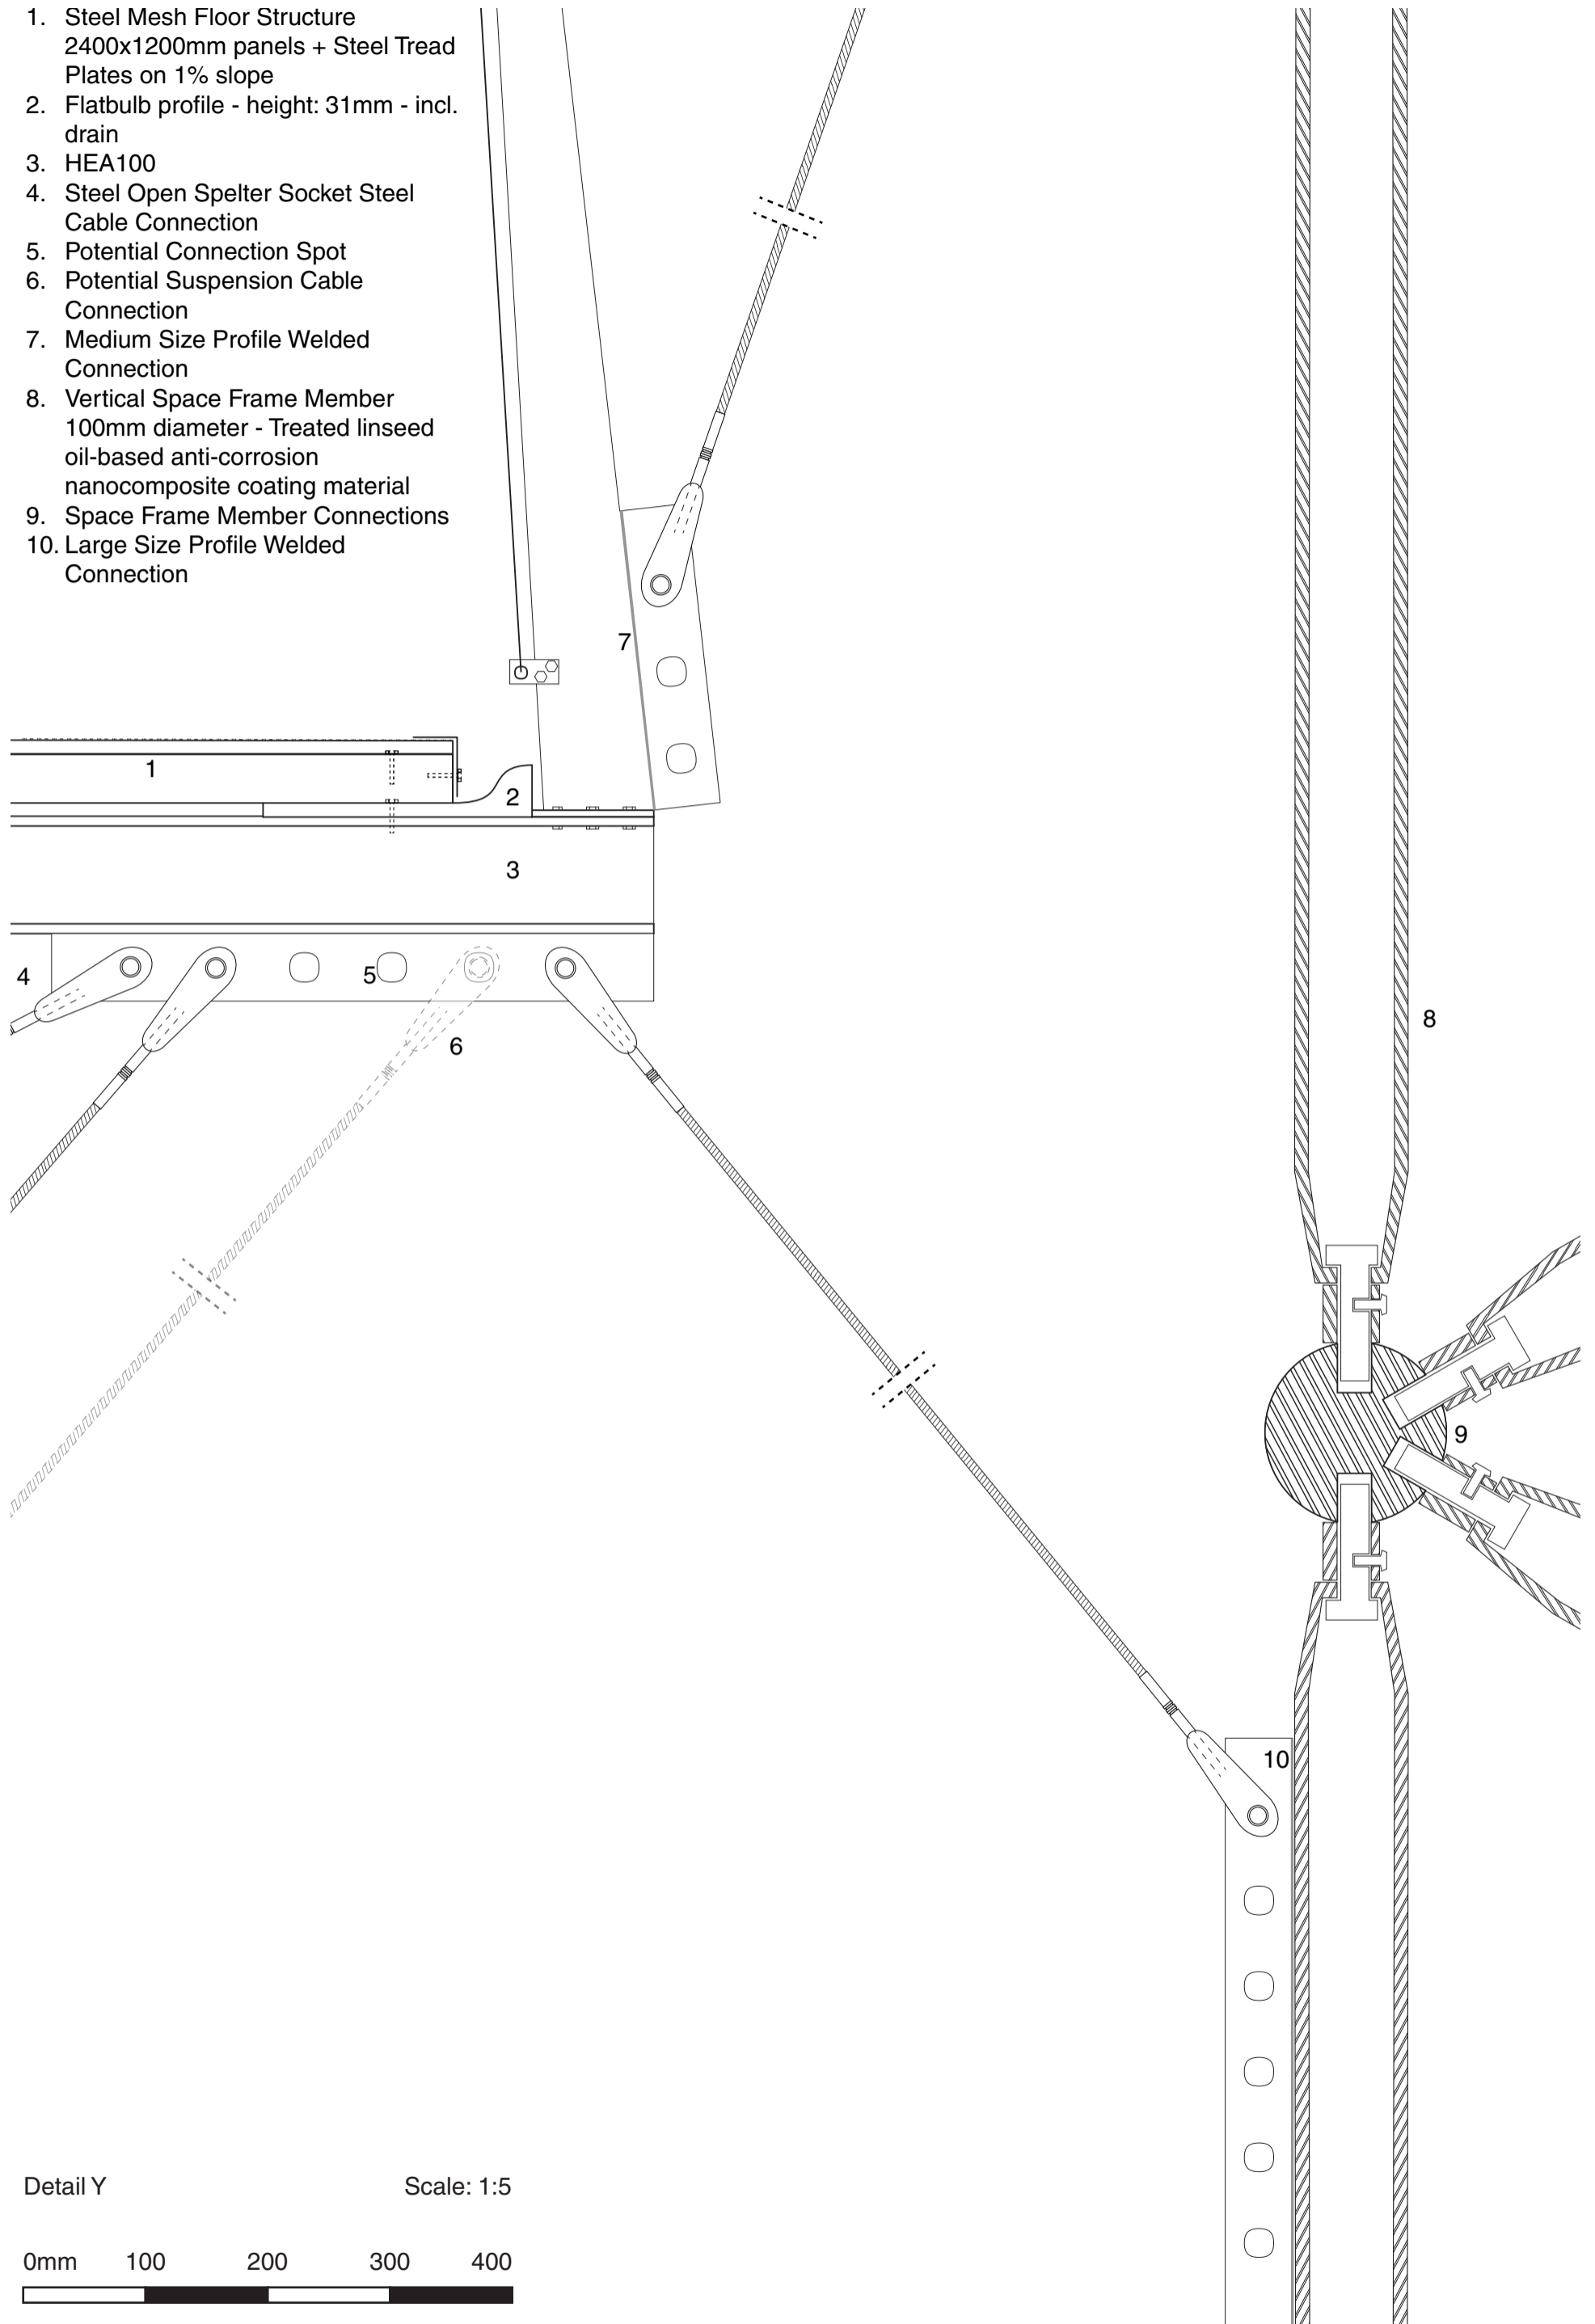 1. Steel Mesh Floor Structure
2400x1200mm panels + Steel Tread
Plates on 1% slope
2. Flatbulb profile - height: 31mm - incl.
drain
3. HEA100
4. Steel Open Spelter Socket Steel
Cable Connection
5. Potential Connection Spot
6. Potential Suspension Cable
Connection
7. Medium Size Profile Welded
Connection
8. Vertical Space Frame Member
100mm diameter - Treated linseed
oil-based anti-corrosion
nanocomposite coating material
9. Space Frame Member Connections
10. Large Size Profile Welded
Connection
7
1
2
3
4
5
6
8
9
10
Detail Y Scale: 1:5
0mm 100 200 300 400